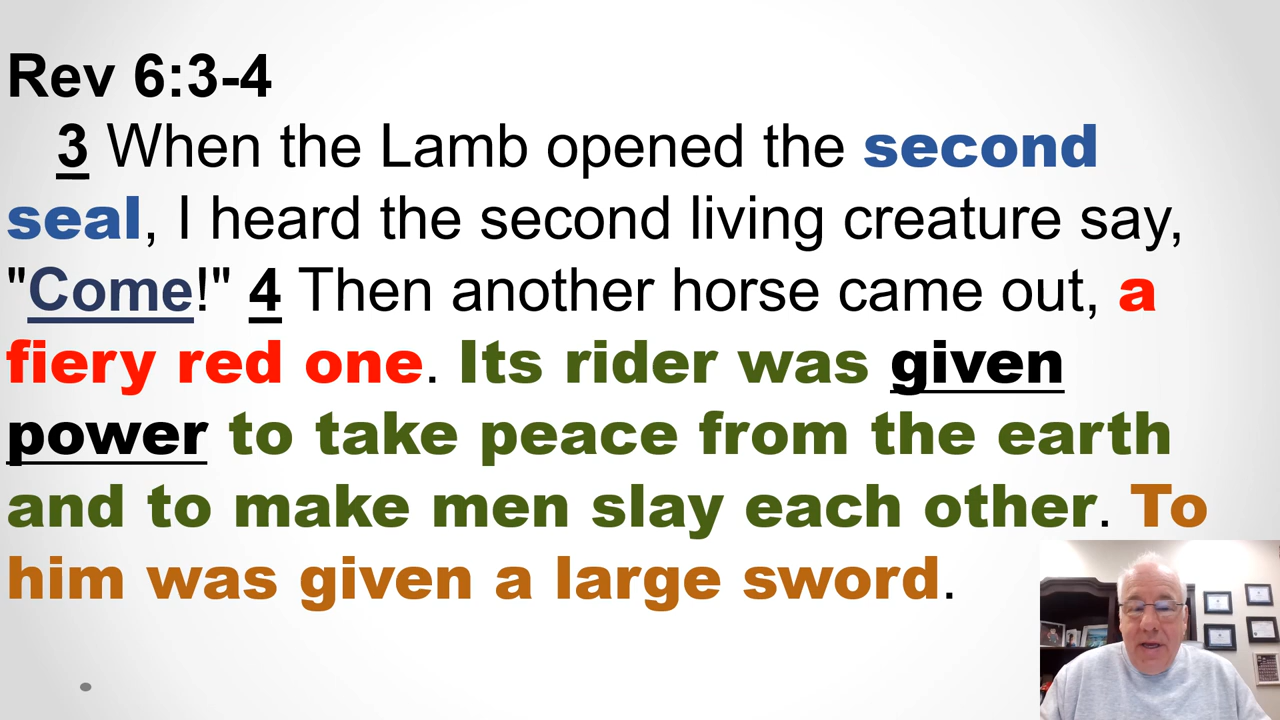 Rev 6:3-4
3 When the Lamb opened the second
seal, I heard the second living creature say,
"Come!" 4 Then another horse came out, a
fiery red one. Its rider was given
power to take peace from the earth
and to make men slay each other. To
him was given a large sword.